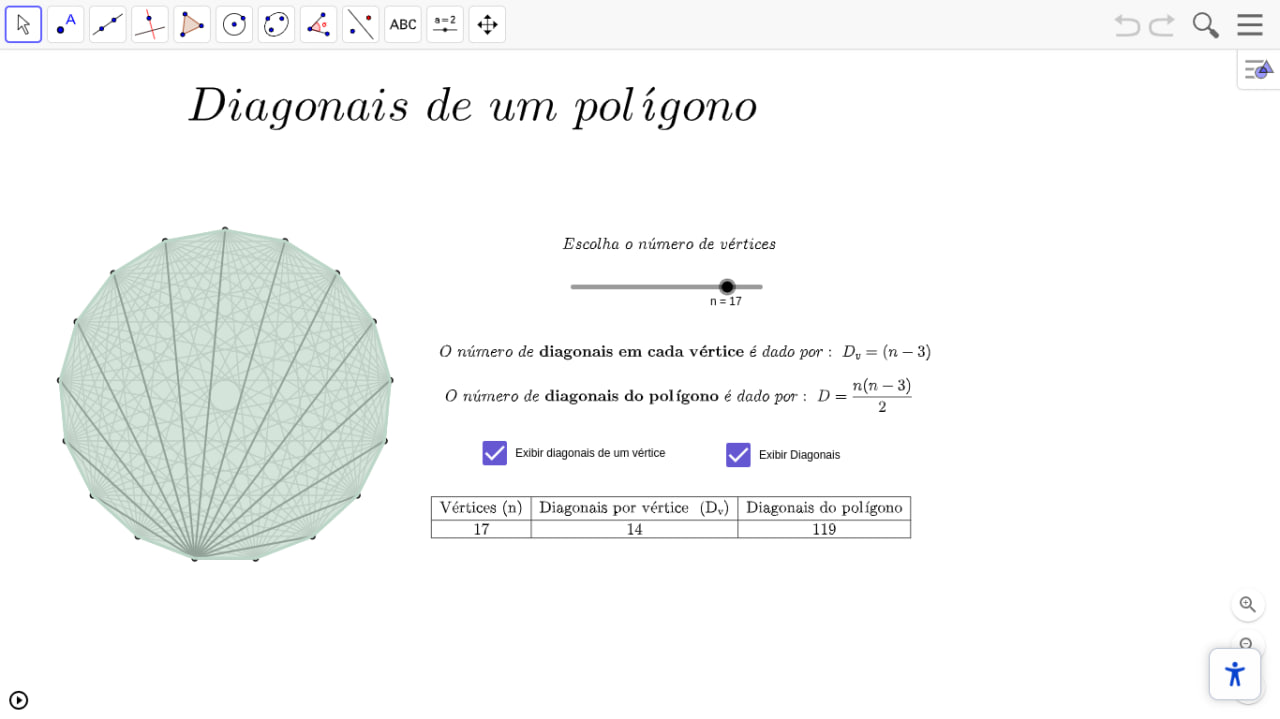 A
ABC
a=2
Diagonais de um polígono
Escolha o número de vértices
n = 17
O número de diagonais em cada vértice é dado por : D_v = (n − 3)
O número de diagonais do polígono é dado por : D = n(n − 3)/2
Exibir diagonais de um vértice
Exibir Diagonais
Vértices (n) Diagonais por vértice (D_v) Diagonais do polígono
17 14 119